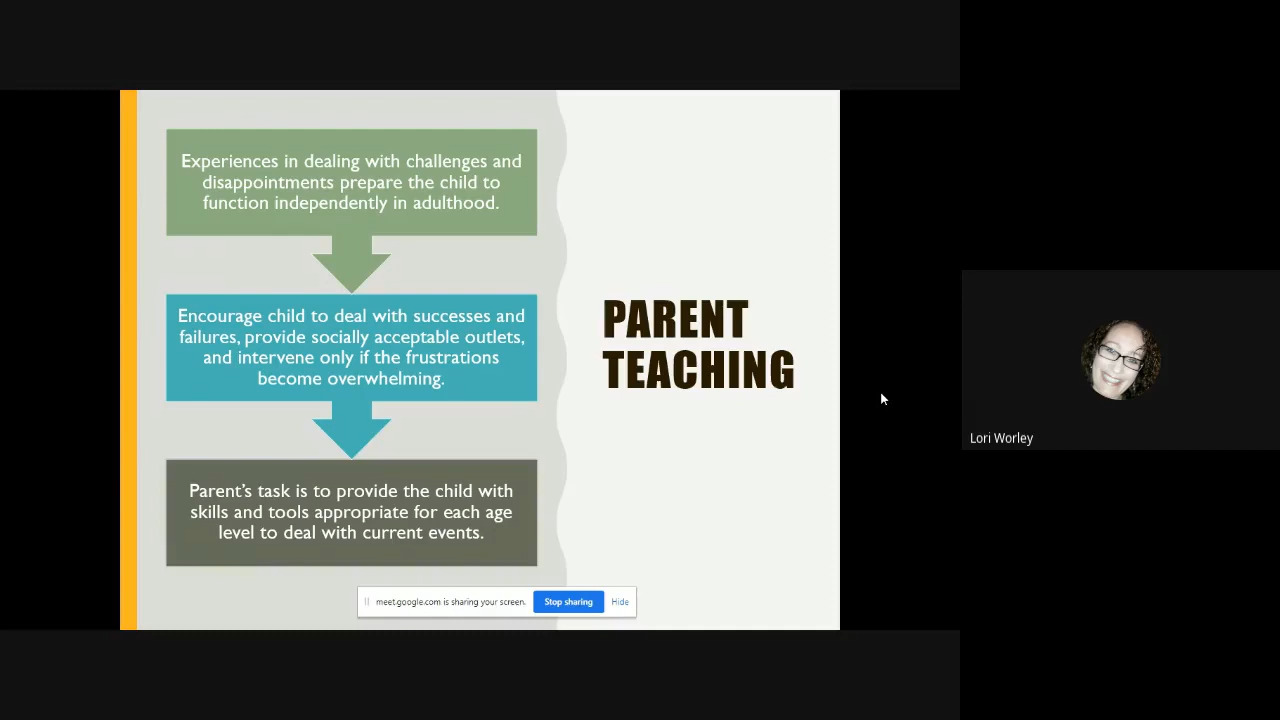 Experiences in dealing with challenges and
disappointments prepare the child to
function independently in adulthood.
Encourage child to deal with successes and
failures, provide socially acceptable outlets,
and intervene only if the frustrations
become overwhelming.
Parent’s task is to provide the child with
skills and tools appropriate for each age
level to deal with current events.
PARENT
TEACHING
meet.google.com is sharing your screen.
Stop sharing
Hide
Lori Worley